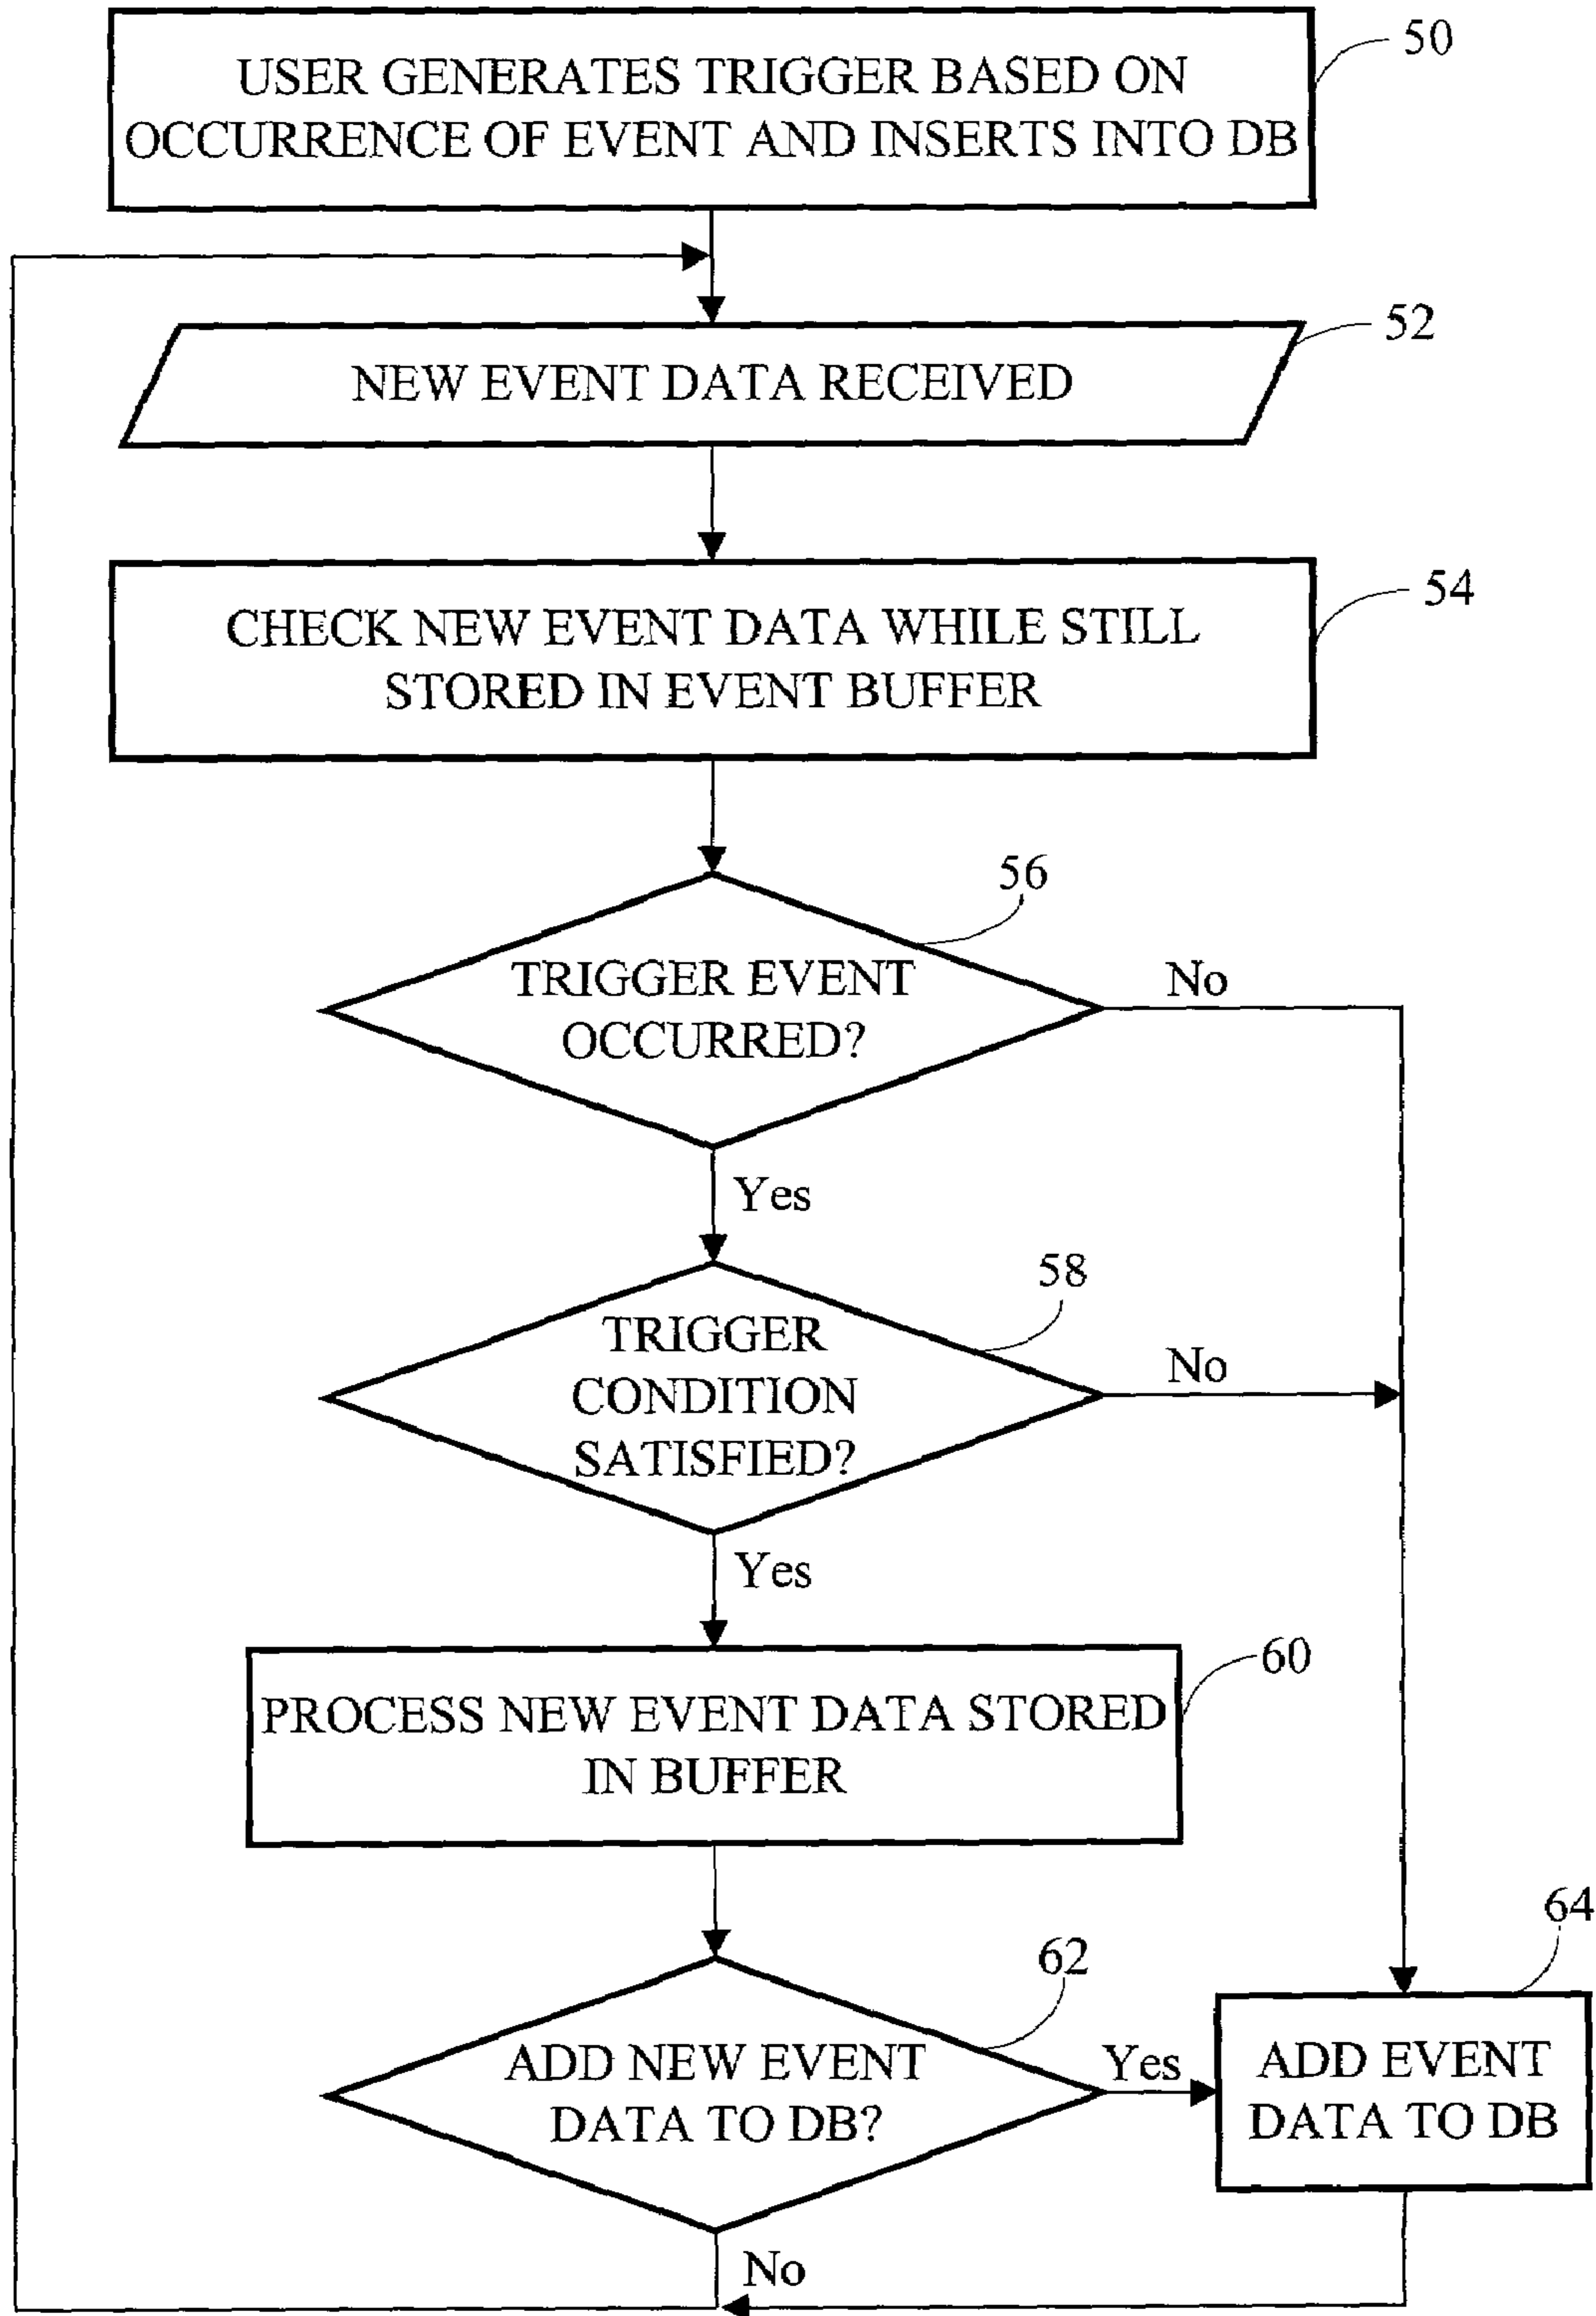 USER GENERATES TRIGGER BASED ON
OCCURRENCE OF EVENT AND INSERTS INTO DB
50
NEW EVENT DATA RECEIVED
52
CHECK NEW EVENT DATA WHILE STILL
STORED IN EVENT BUFFER
54
TRIGGER EVENT
OCCURRED?
56
No
Yes
TRIGGER
CONDITION
SATISFIED?
58
No
Yes
PROCESS NEW EVENT DATA STORED
IN BUFFER
60
ADD NEW EVENT
DATA TO DB?
62
Yes
ADD EVENT
DATA TO DB
64
No